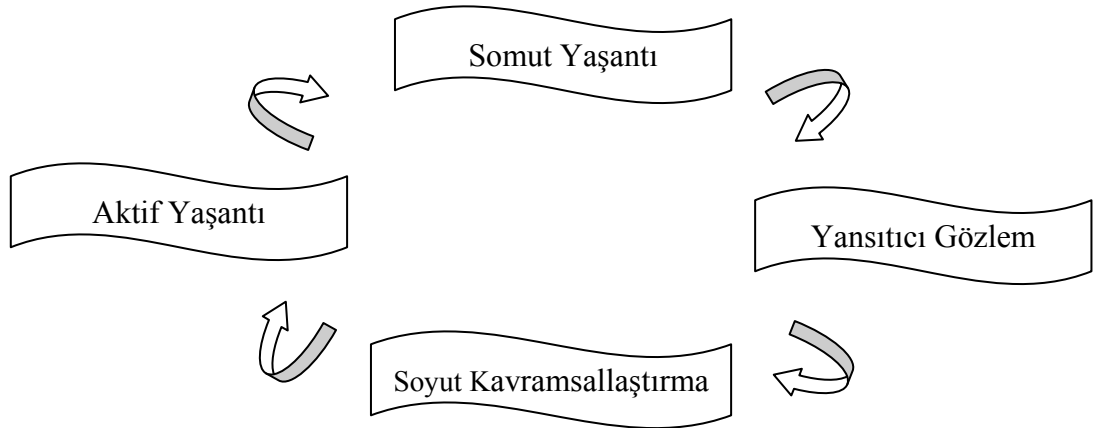 Somut Yaşantı
Aktif Yaşantı
Yansıtıcı Gözlem
Soyut Kavramsallaştırma